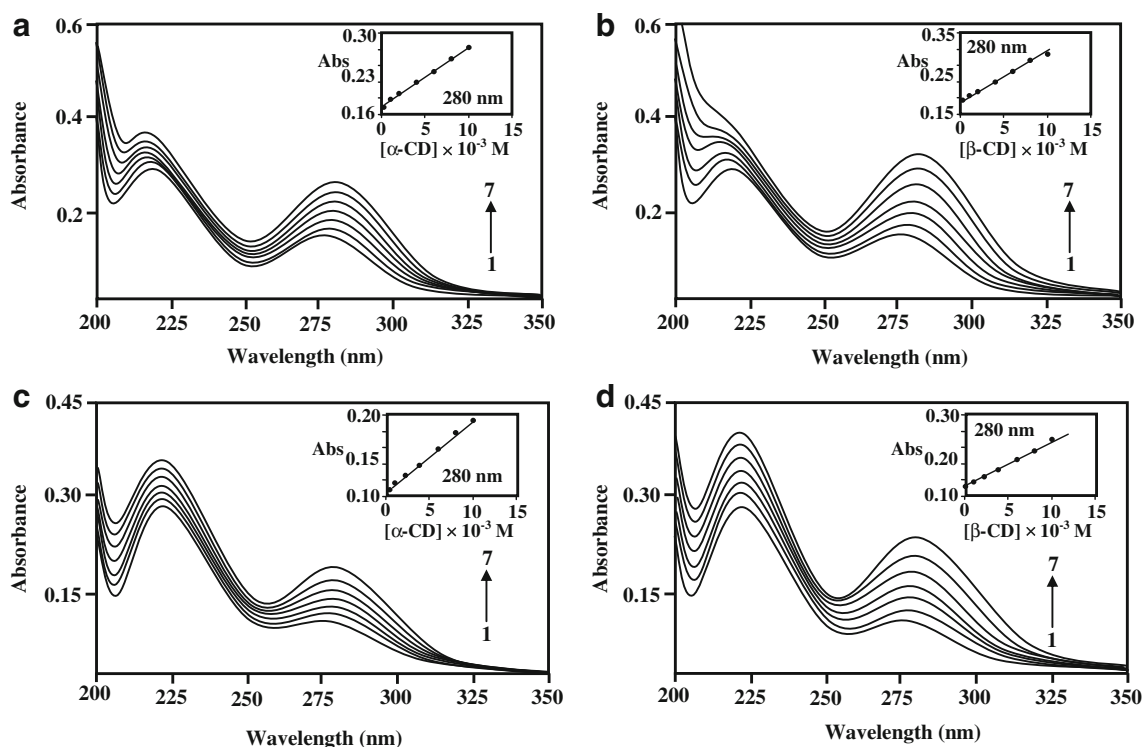 a
0.6
0.4
0.2
Absorbance
Abs
0.30
0.23
0.16
0 5 10 15
280 nm
[α-CD] × 10⁻³ M
7
1
200 225 250 275 300 325 350
Wavelength (nm)
b
0.6
0.4
0.2
Absorbance
Abs
0.35
0.25
0.15
0 5 10 15
280 nm
[β-CD] × 10⁻³ M
7
1
200 225 250 275 300 325 350
Wavelength (nm)
c
0.45
0.30
0.15
Absorbance
Abs
0.20
0.16
0.13
0.10
0 5 10 15
280 nm
[α-CD] × 10⁻³ M
7
1
200 225 250 275 300 325 350
Wavelength (nm)
d
0.45
0.30
0.15
Absorbance
Abs
0.30
0.20
0.10
0 5 10 15
280 nm
[β-CD] × 10⁻³ M
7
1
200 225 250 275 300 325 350
Wavelength (nm)